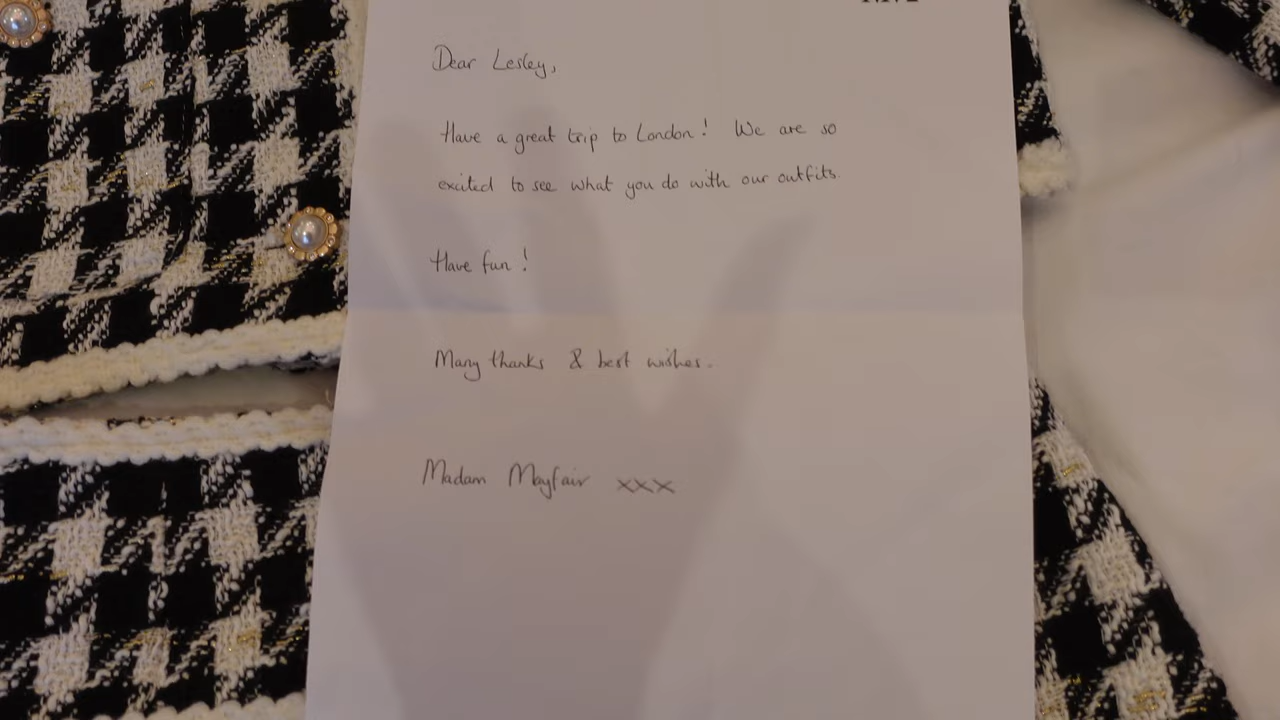 Dear Lesley,
Have a great trip to London! We are so
excited to see what you do with our outfits.
Have fun!
Many thanks & best wishes.
Madam Mayfair xxx